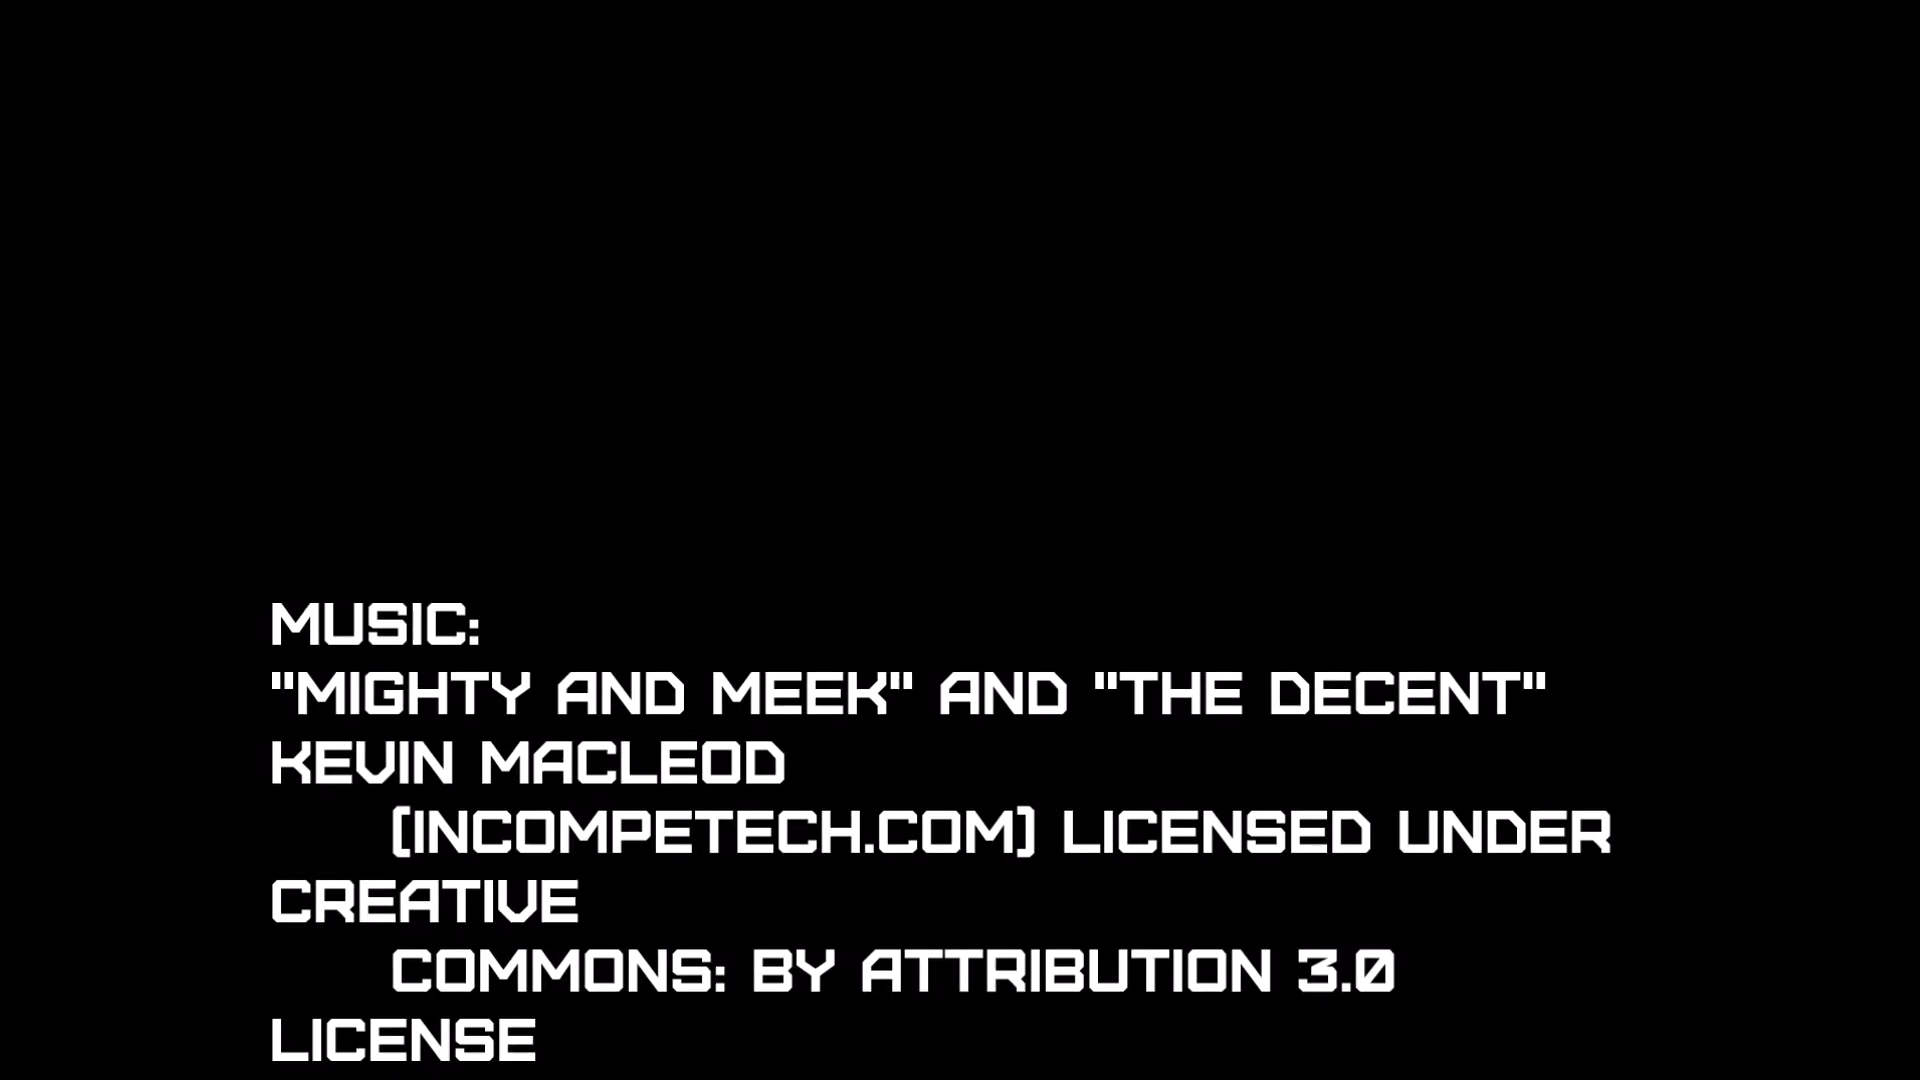 MUSIC:
"MIGHTY AND MEEK" AND "THE DECENT"
KEVIN MACLEOD
(INCOMPETECH.COM) LICENSED UNDER
CREATIVE
COMMONS: BY ATTRIBUTION 3.0
LICENSE